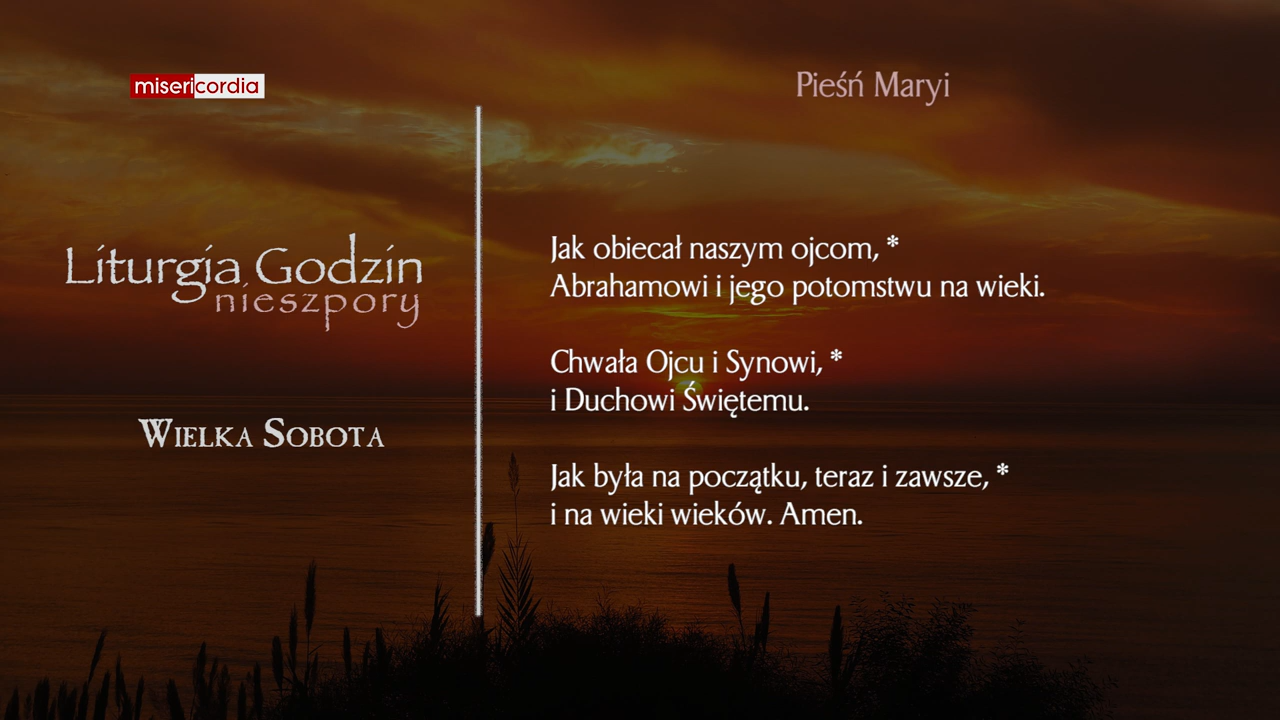 misericordia
Liturgia Godzin
nieszpory
Wielka Sobota
Pieśń Maryi
Jak obiecał naszym ojcom, *
Abrahamowi i jego potomstwu na wieki.
Chwała Ojcu i Synowi, *
i Duchowi Świętemu.
Jak była na początku, teraz i zawsze, *
i na wieki wieków. Amen.